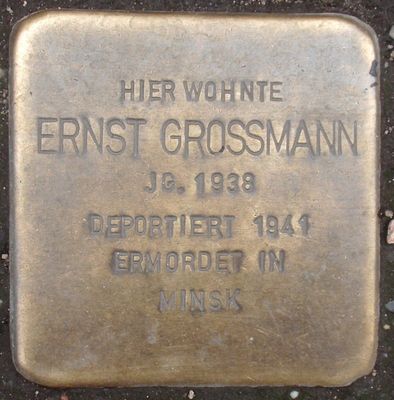 HIER WOHNTE
ERNST GROSSMANN
JG. 1938
DEPORTIERT 1941
ERMORDET IN
MINSK